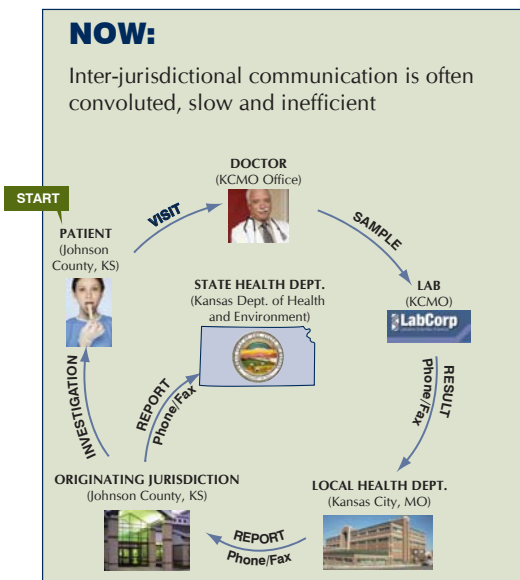 NOW:
Inter-jurisdictional communication is often
convoluted, slow and inefficient
START
PATIENT
(Johnson
County, KS)
VISIT
DOCTOR
(KCMO Office)
SAMPLE
LAB
(KCMO)
LabCorp
RESULT
Phone/Fax
LOCAL HEALTH DEPT.
(Kansas City, MO)
REPORT
Phone/Fax
ORIGINATING JURISDICTION
(Johnson County, KS)
INVESTIGATION
REPORT
Phone/Fax
STATE HEALTH DEPT.
(Kansas Dept. of Health
and Environment)